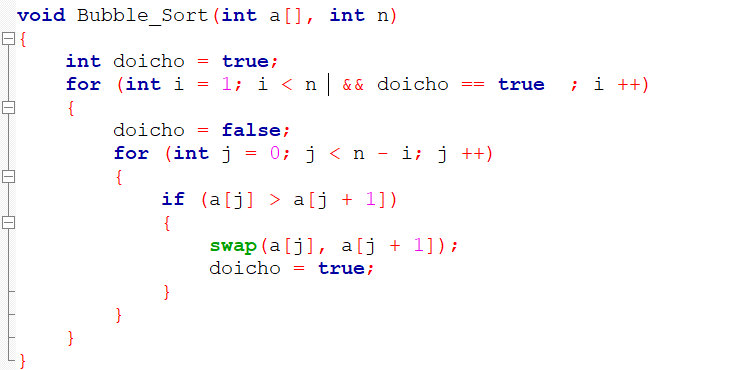 void Bubble_Sort(int a[], int n)
{
    int doicho = true;
    for (int i = 1; i < n  && doicho == true  ; i ++)
    {
        doicho = false;
        for (int j = 0; j < n - i; j ++)
        {
            if (a[j] > a[j + 1])
            {
                swap(a[j], a[j + 1]);
                doicho = true;
            }
        }
    }
}